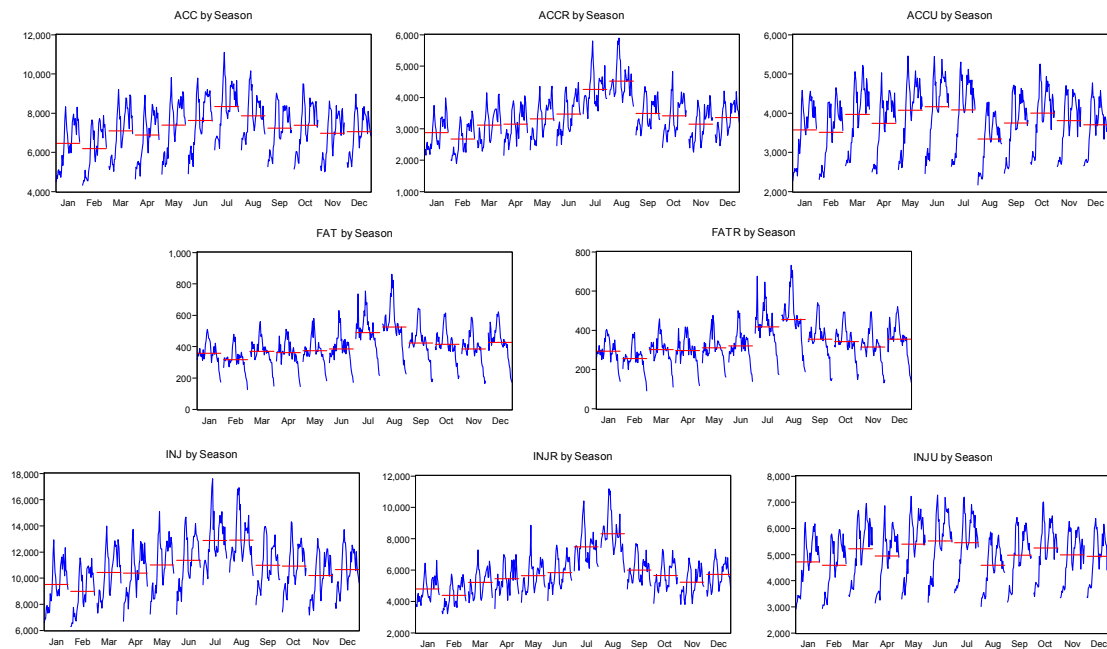 ACC by Season
12,000
10,000
8,000
6,000
4,000
Jan Feb Mar Apr May Jun Jul Aug Sep Oct Nov Dec
ACCR by Season
6,000
5,000
4,000
3,000
2,000
1,000
Jan Feb Mar Apr May Jun Jul Aug Sep Oct Nov Dec
ACCU by Season
6,000
5,000
4,000
3,000
2,000
Jan Feb Mar Apr May Jun Jul Aug Sep Oct Nov Dec
FAT by Season
1,000
800
600
400
200
0
Jan Feb Mar Apr May Jun Jul Aug Sep Oct Nov Dec
FATR by Season
800
600
400
200
0
Jan Feb Mar Apr May Jun Jul Aug Sep Oct Nov Dec
INJ by Season
18,000
16,000
14,000
12,000
10,000
8,000
6,000
Jan Feb Mar Apr May Jun Jul Aug Sep Oct Nov Dec
INJR by Season
12,000
10,000
8,000
6,000
4,000
2,000
Jan Feb Mar Apr May Jun Jul Aug Sep Oct Nov Dec
INJU by Season
8,000
7,000
6,000
5,000
4,000
3,000
2,000
Jan Feb Mar Apr May Jun Jul Aug Sep Oct Nov Dec